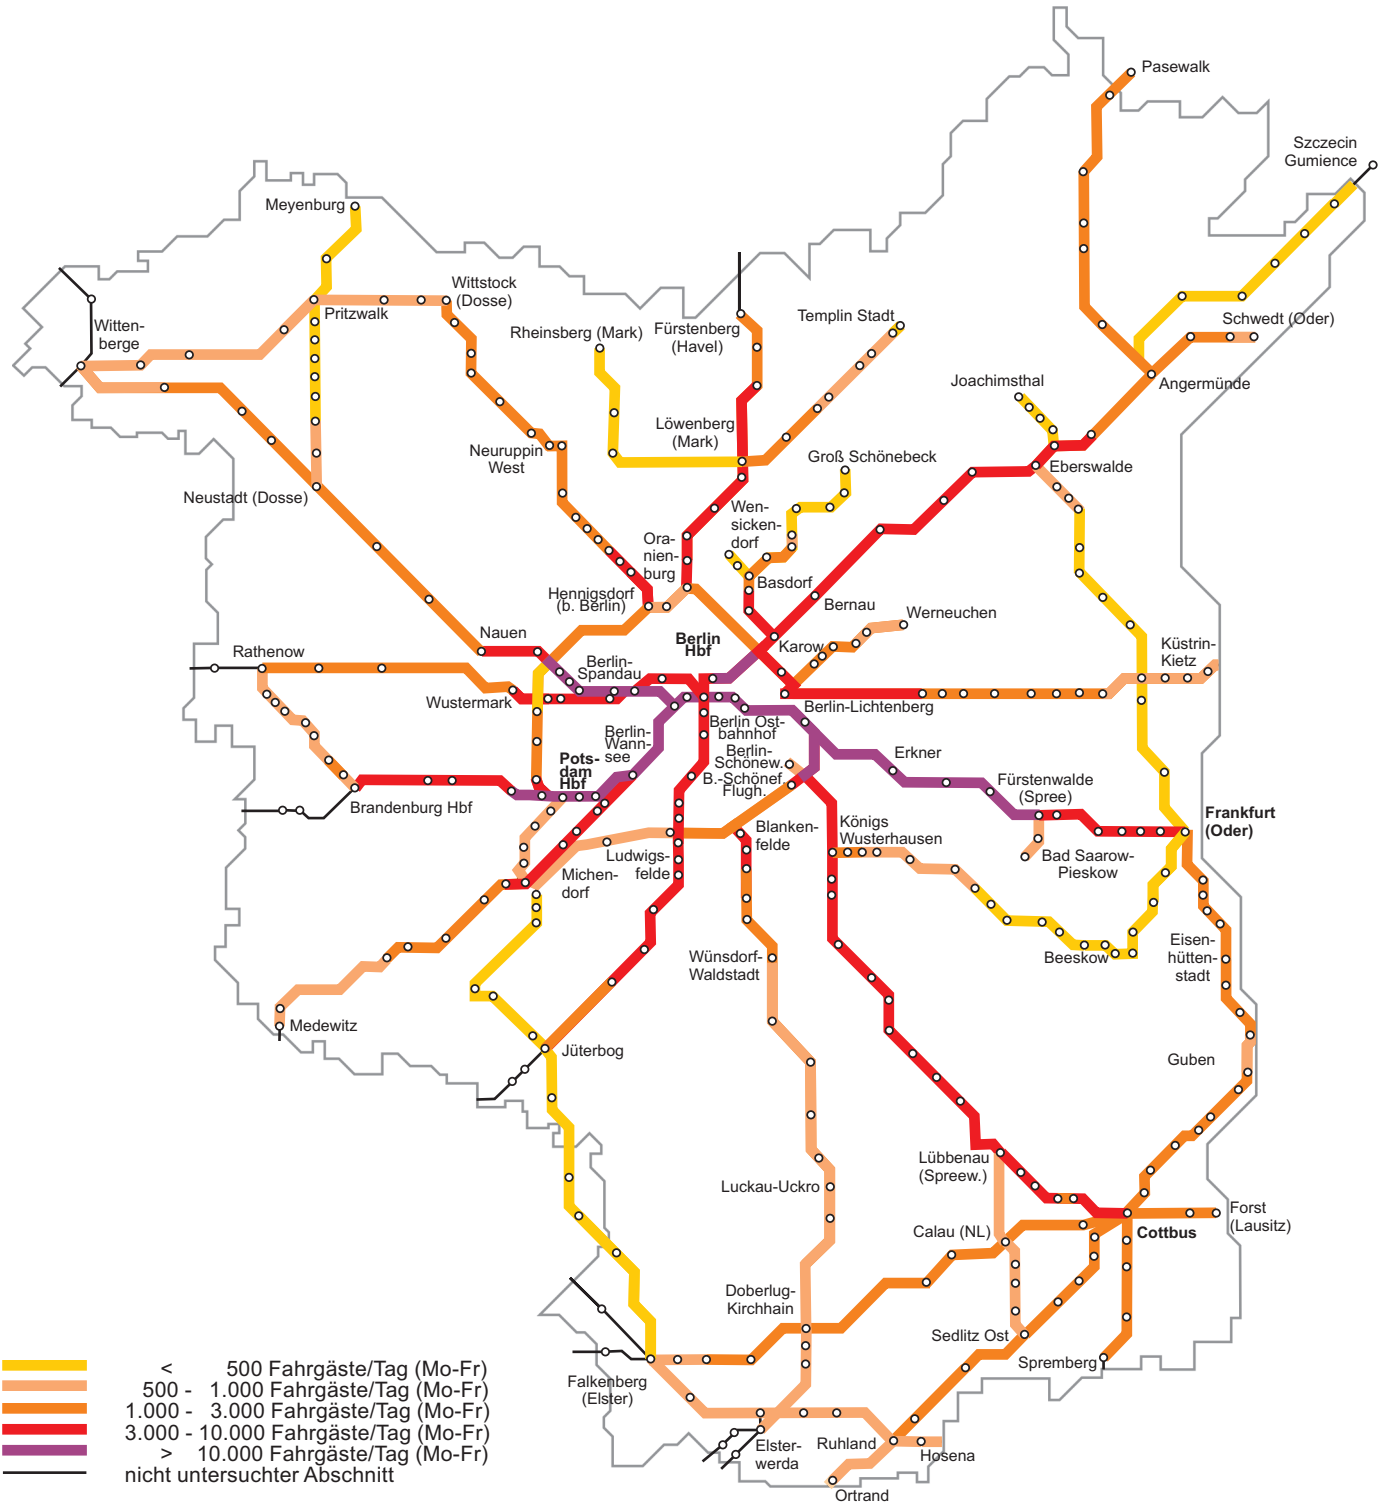 Pasewalk
Szczecin
Gumience
Meyenburg
Wittstock
(Dosse)
Pritzwalk
Witten-
berge
Rheinsberg (Mark)
Fürstenberg
(Havel)
Templin Stadt
Schwedt (Oder)
Angermünde
Joachimsthal
Löwenberg
(Mark)
Neuruppin
West
Groß Schönebeck
Eberswalde
Neustadt (Dosse)
Wen-
sicken-
dorf
Ora-
nien-
burg
Basdorf
Hennigsdorf
(b. Berlin)
Bernau
Werneuchen
Nauen
Berlin
Hbf
Karow
Küstrin-
Kietz
Rathenow
Berlin-
Spandau
Wustermark
Berlin-Lichtenberg
Berlin Ost-
bahnhof
Berlin-
Wann-
see
Berlin-
Schönew.
B.-Schönef.
Flugh.
Erkner
Pots-
dam
Hbf
Fürstenwalde
(Spree)
Brandenburg Hbf
Frankfurt
(Oder)
Blanken-
felde
Königs
Wusterhausen
Bad Saarow-
Pieskow
Ludwigs-
felde
Michen-
dorf
Eisen-
hütten-
stadt
Beeskow
Wünsdorf-
Waldstadt
Medewitz
Jüterbog
Guben
Lübbenau
(Spreew.)
Luckau-Uckro
Forst
(Lausitz)
Calau (NL)
Cottbus
Doberlug-
Kirchhain
Sedlitz Ost
Spremberg
Falkenberg
(Elster)
Elster-
werda
Ruhland
Hosena
Ortrand
< 500 Fahrgäste/Tag (Mo-Fr)
500 - 1.000 Fahrgäste/Tag (Mo-Fr)
1.000 - 3.000 Fahrgäste/Tag (Mo-Fr)
3.000 - 10.000 Fahrgäste/Tag (Mo-Fr)
> 10.000 Fahrgäste/Tag (Mo-Fr)
nicht untersuchter Abschnitt